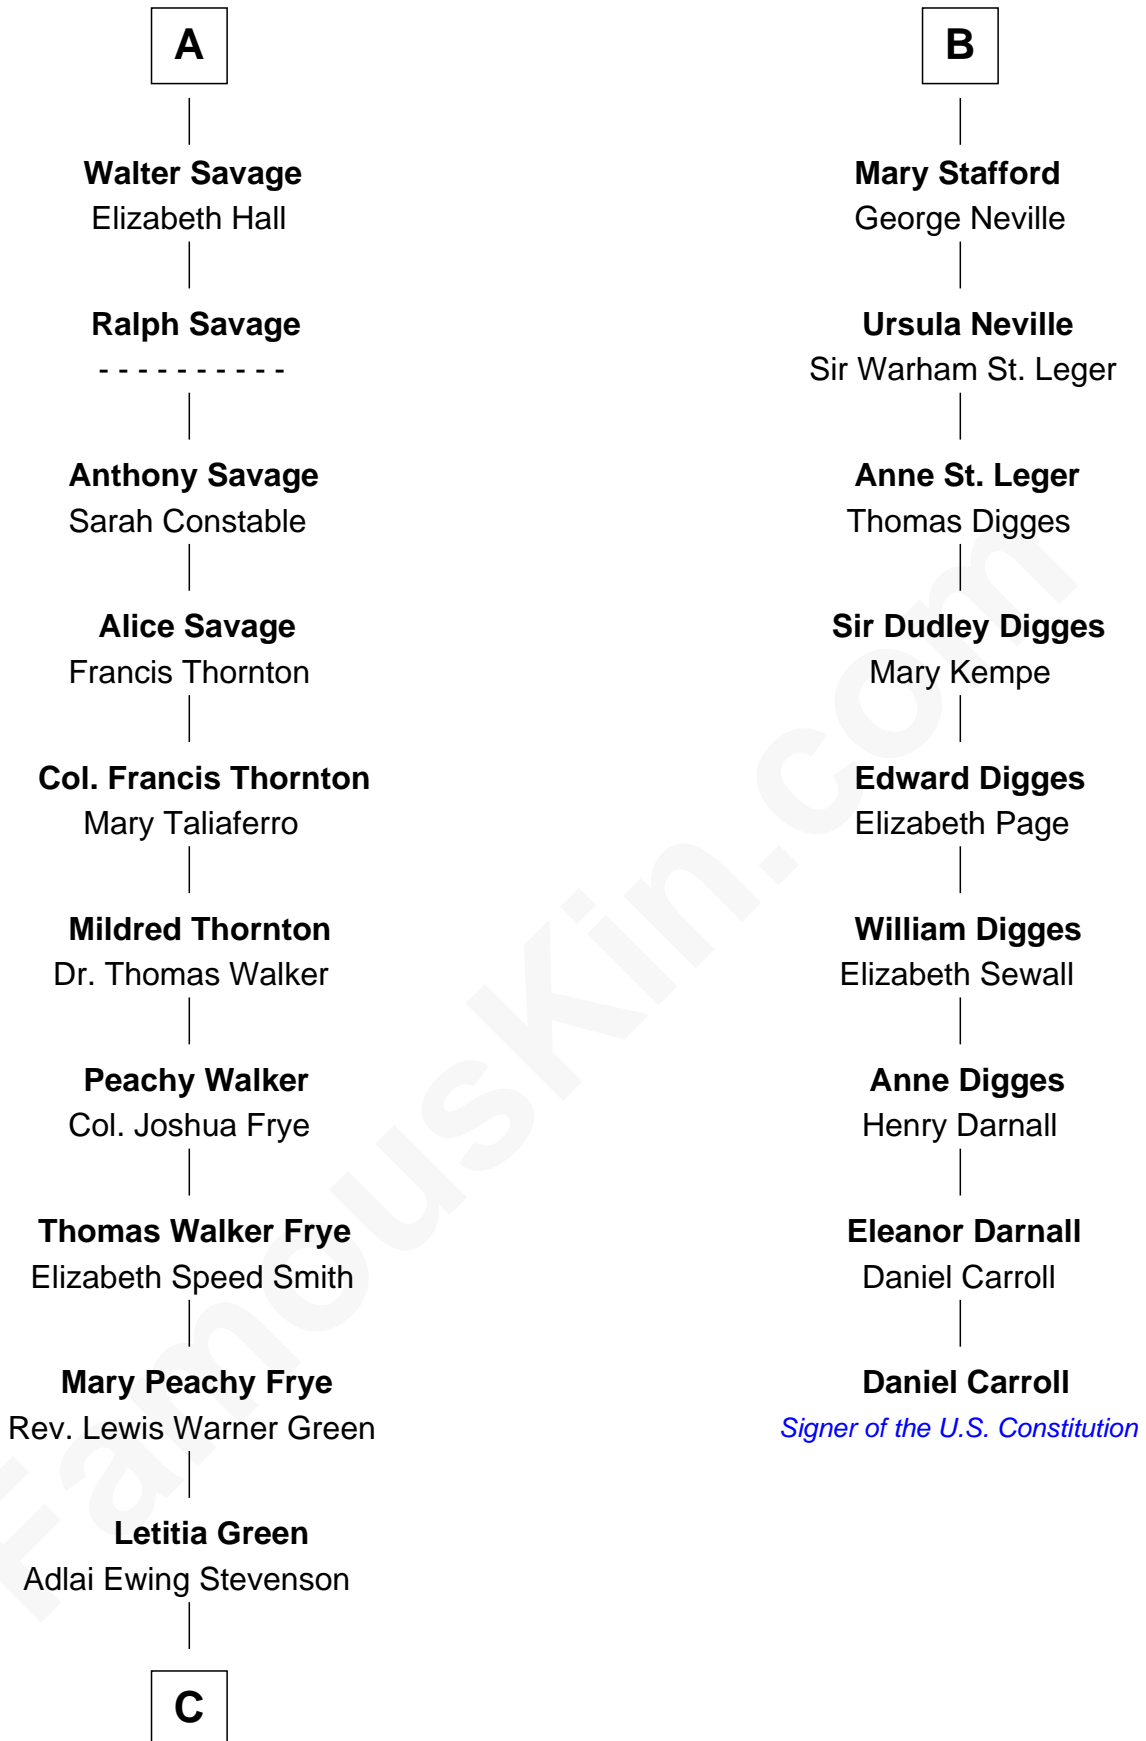 A
Walter Savage
Elizabeth Hall
Ralph Savage
- - - - - - - - - -
Anthony Savage
Sarah Constable
Alice Savage
Francis Thornton
Col. Francis Thornton
Mary Taliaferro
Mildred Thornton
Dr. Thomas Walker
Peachy Walker
Col. Joshua Frye
Thomas Walker Frye
Elizabeth Speed Smith
Mary Peachy Frye
Rev. Lewis Warner Green
Letitia Green
Adlai Ewing Stevenson
C
B
Mary Stafford
George Neville
Ursula Neville
Sir Warham St. Leger
Anne St. Leger
Thomas Digges
Sir Dudley Digges
Mary Kempe
Edward Digges
Elizabeth Page
William Digges
Elizabeth Sewall
Anne Digges
Henry Darnall
Eleanor Darnall
Daniel Carroll
Daniel Carroll
Signer of the U.S. Constitution
FamousKin.com